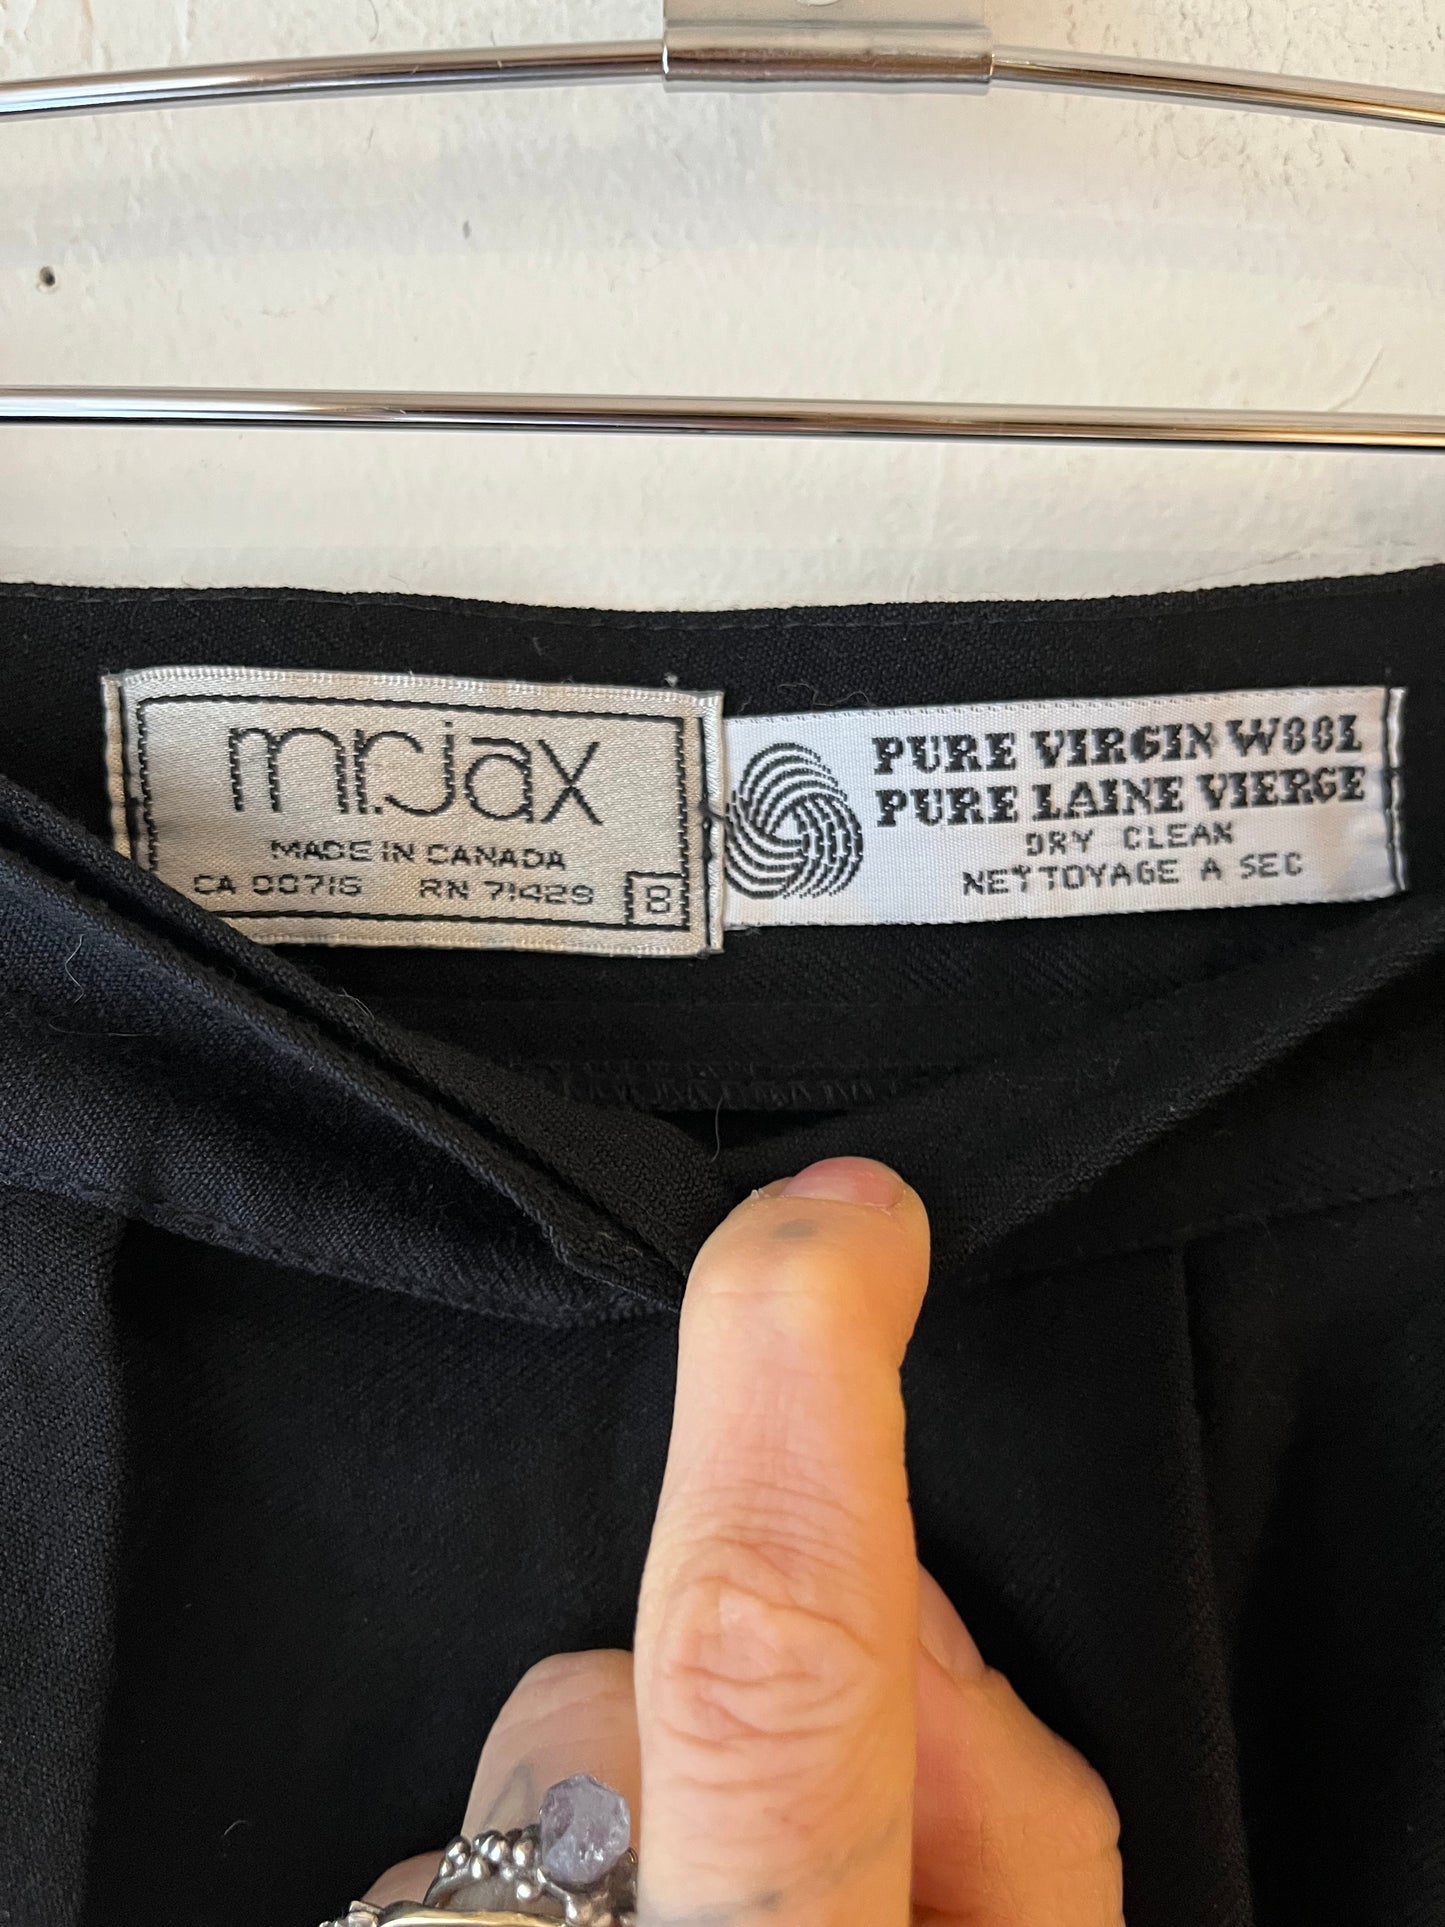 mr.jax
MADE IN CANADA
CA 00716 RN 71429 8
PURE VIRGIN WOOL
PURE LAINE VIERGE
DRY CLEAN
NETTOYAGE A SEC